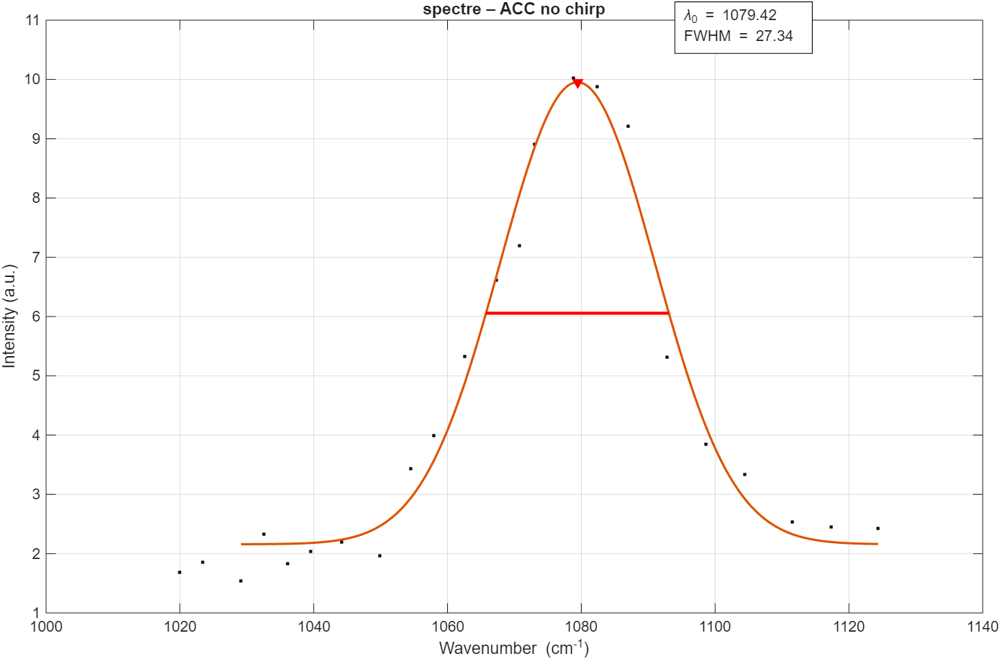 spectre – ACC no chirp
λ₀ = 1079.42
FWHM = 27.34
11
10
9
8
7
6
5
4
3
2
1
Intensity (a.u.)
1000 1020 1040 1060 1080 1100 1120 1140
Wavenumber (cm⁻¹)